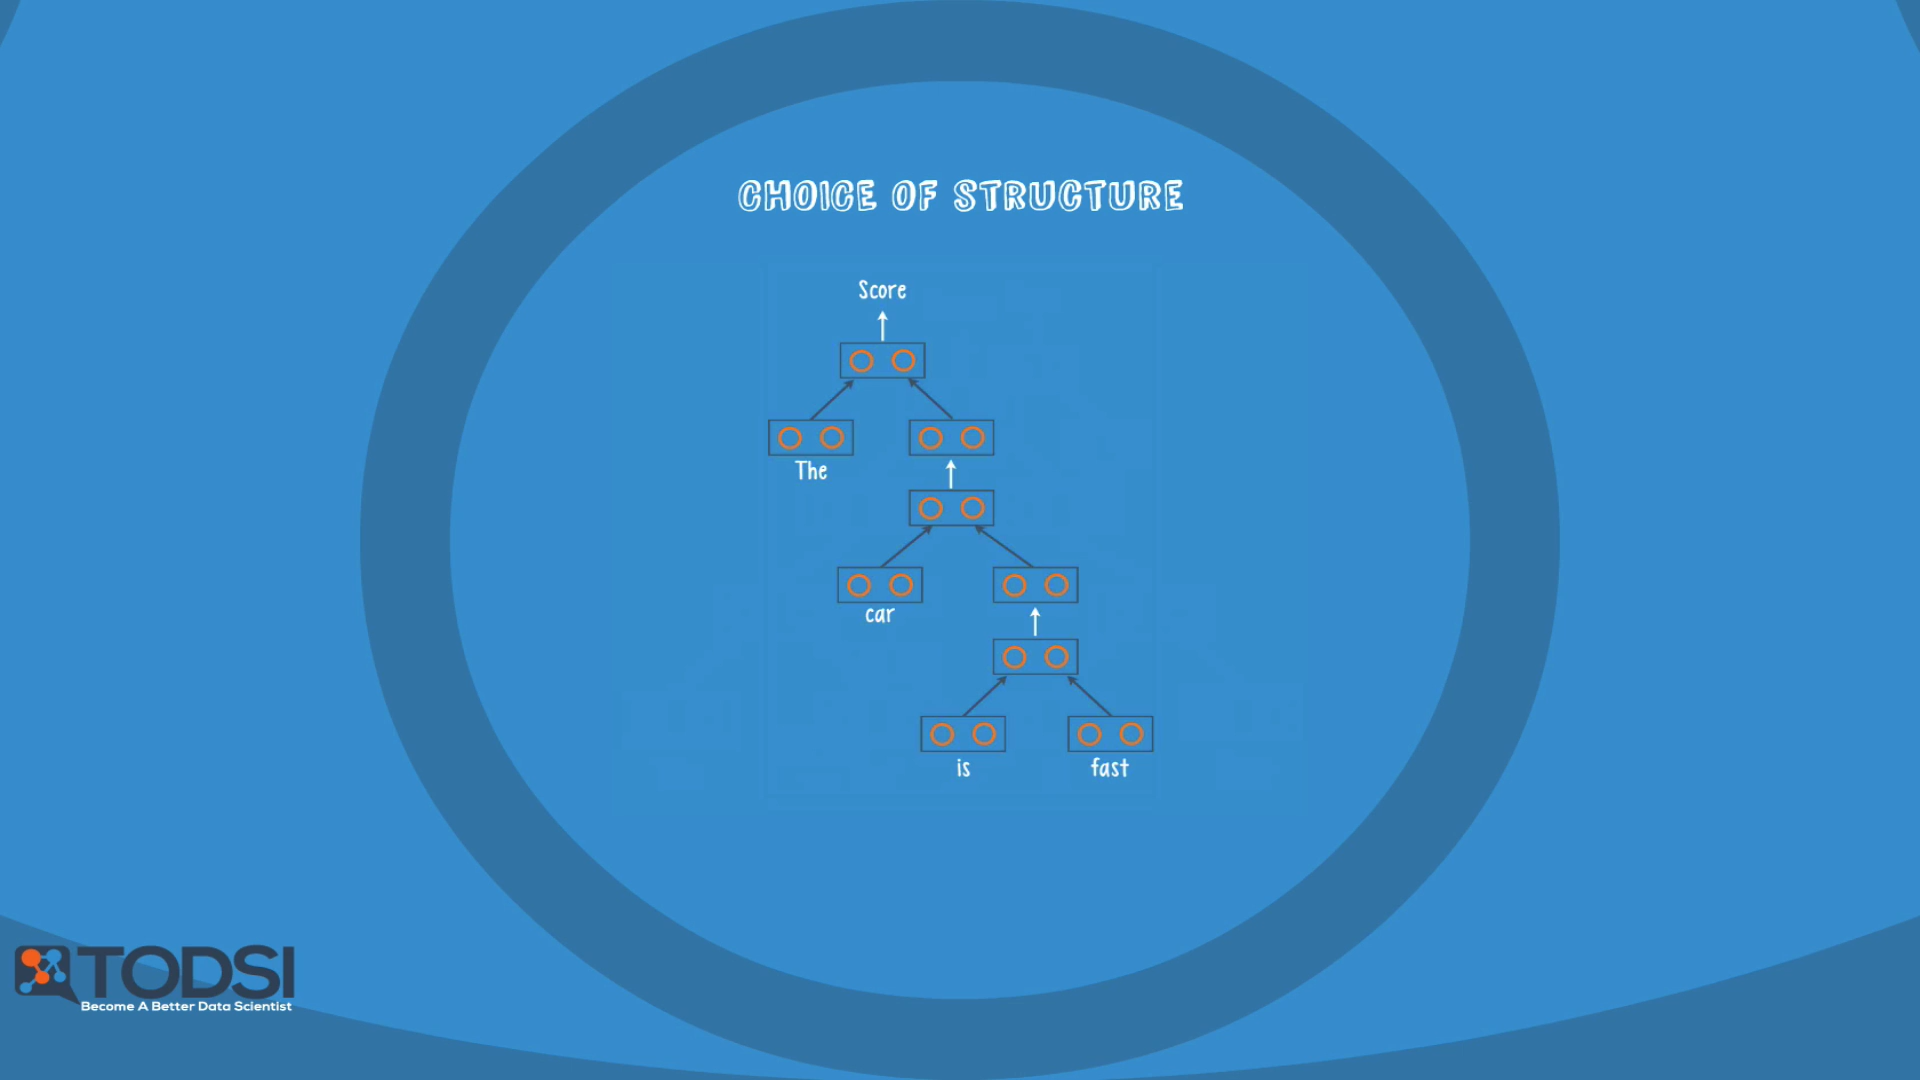 CHOICE OF STRUCTURE
Score
The
car
is
fast
TODSI
Become A Better Data Scientist